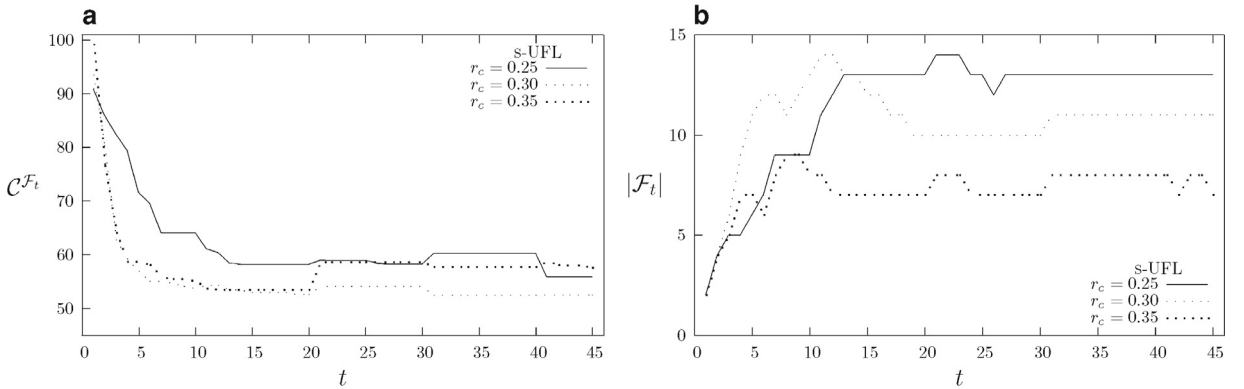 a
100
90
80
70
60
50
𝒞^{ℱ_t}
s-UFL
r_c = 0.25
r_c = 0.30
r_c = 0.35
0 5 10 15 20 25 30 35 40 45
t
b
15
10
5
0
|ℱ_t|
s-UFL
r_c = 0.25
r_c = 0.30
r_c = 0.35
0 5 10 15 20 25 30 35 40 45
t